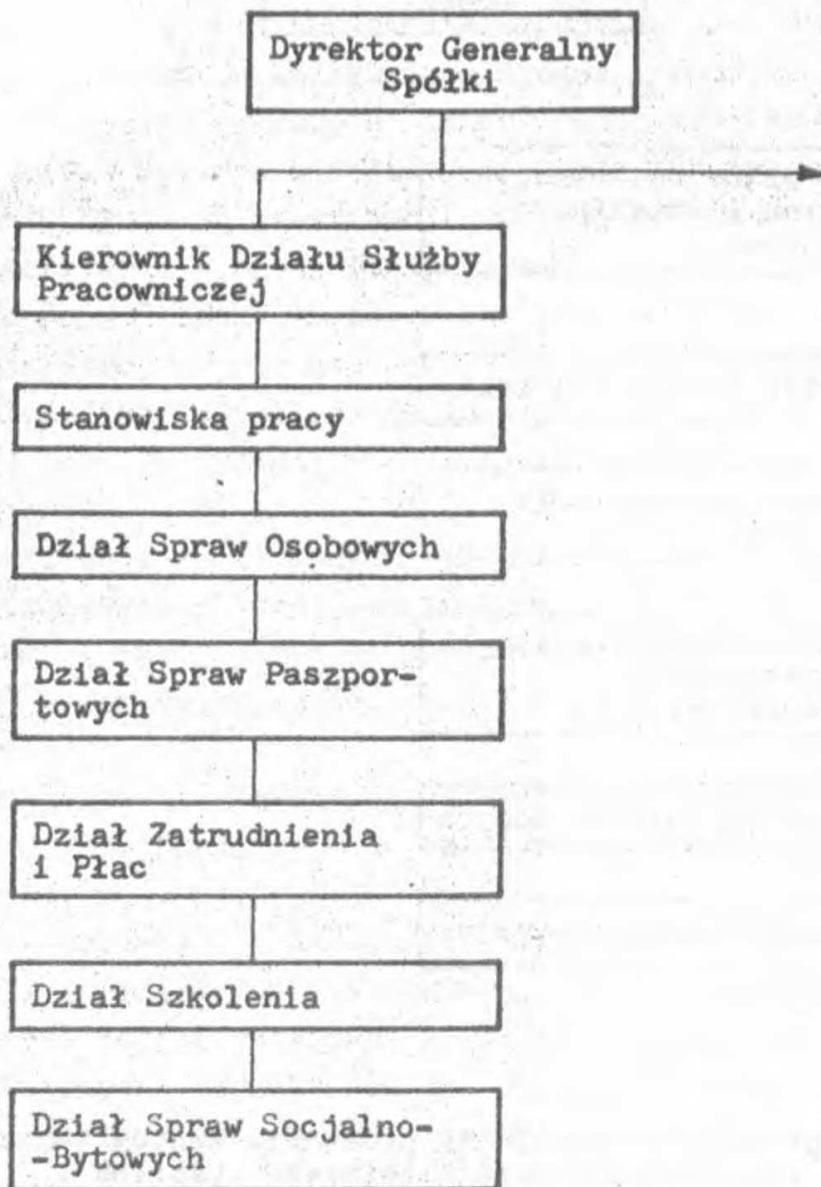 Dyrektor Generalny
Spółki
Kierownik Działu Służby
Pracowniczej
Stanowiska pracy
Dział Spraw Osobowych
Dział Spraw Paszpor-
towych
Dział Zatrudnienia
i Płac
Dział Szkolenia
Dział Spraw Socjalno-
-Bytowych